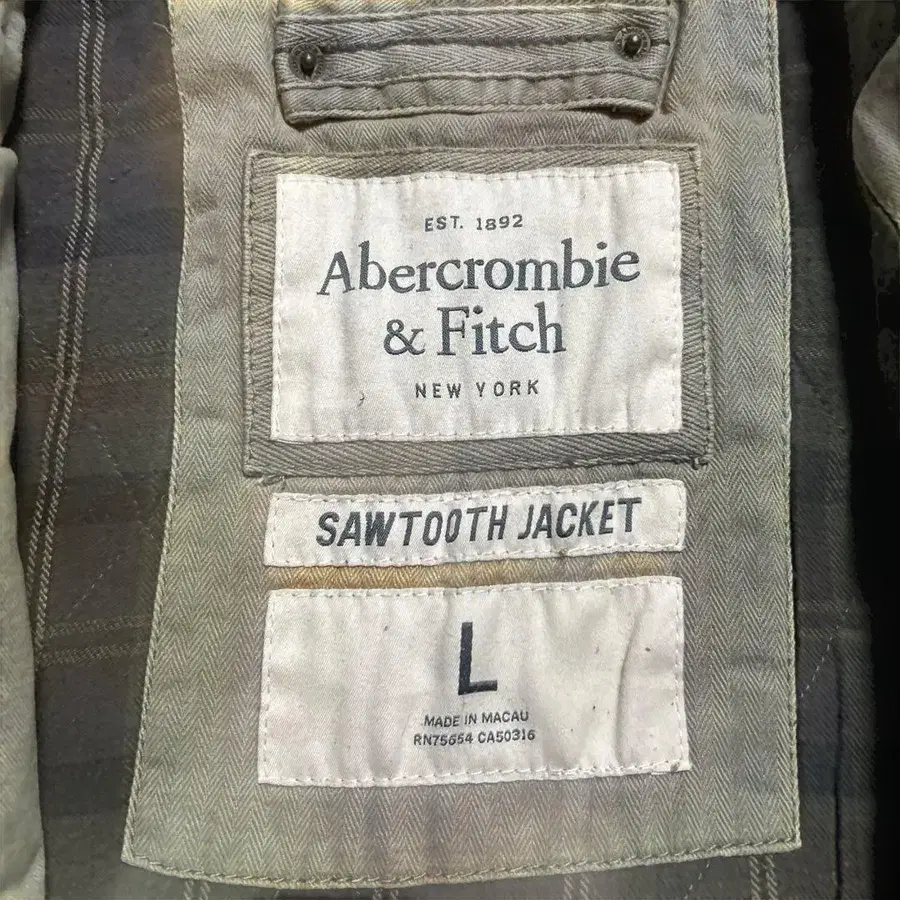 EST. 1892
Abercrombie
& Fitch
NEW YORK
SAWTOOTH JACKET
L
MADE IN MACAU
RN75654 CA50316